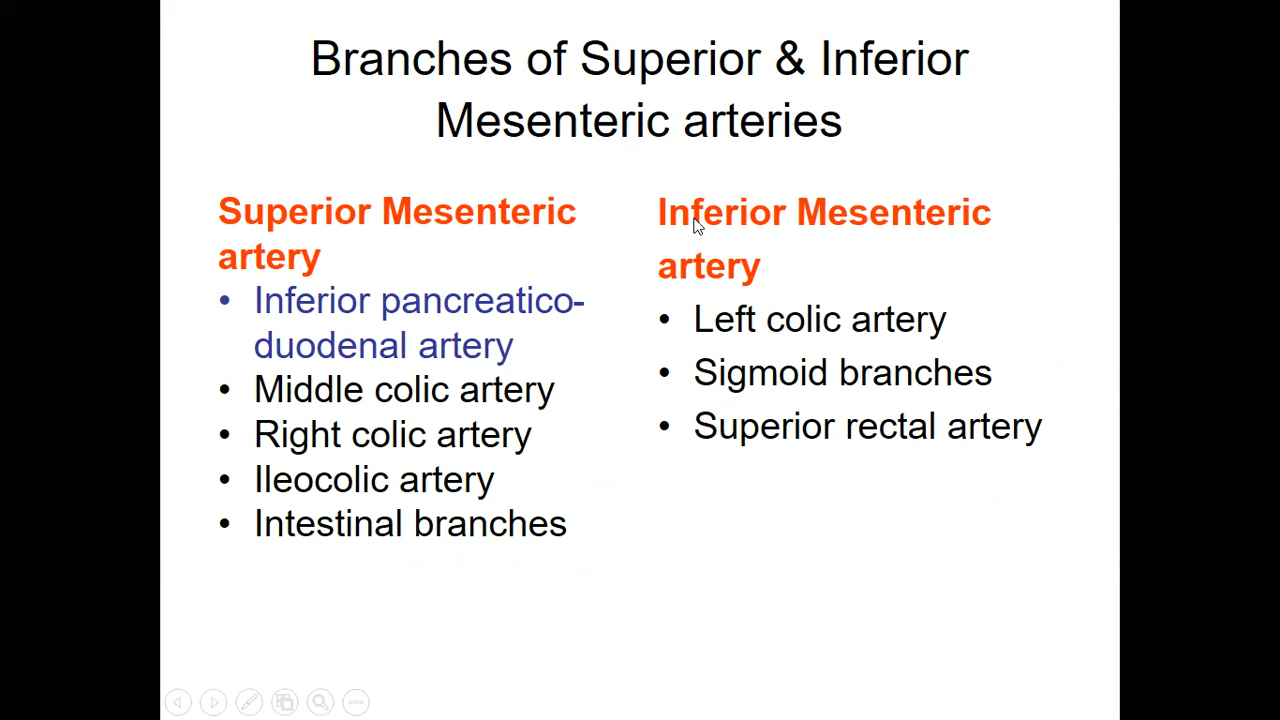 Branches of Superior & Inferior
Mesenteric arteries
Superior Mesenteric
artery
• Inferior pancreatico-
duodenal artery
• Middle colic artery
• Right colic artery
• Ileocolic artery
• Intestinal branches
Inferior Mesenteric
artery
• Left colic artery
• Sigmoid branches
• Superior rectal artery